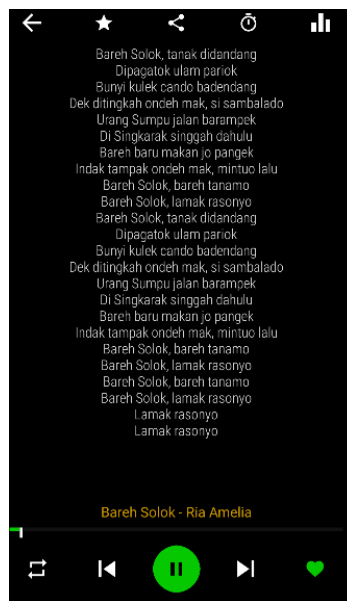 Bareh Solok, tanak didandang
Dipagatok ulam pariok
Bunyi kulek cando badendang
Dek ditingkah ondeh mak, si sambalado
Urang Sumpu jalan barampek
Di Singkarak singgah dahulu
Bareh baru makan jo pangek
Indak tampak ondeh mak, mintuo lalu
Bareh Solok, bareh tanamo
Bareh Solok, lamak rasonyo
Bareh Solok, tanak didandang
Dipagatok ulam pariok
Bunyi kulek cando badendang
Dek ditingkah ondeh mak, si sambalado
Urang Sumpu jalan barampek
Di Singkarak singgah dahulu
Bareh baru makan jo pangek
Indak tampak ondeh mak, mintuo lalu
Bareh Solok, bareh tanamo
Bareh Solok, lamak rasonyo
Bareh Solok, bareh tanamo
Bareh Solok, lamak rasonyo
Lamak rasonyo
Lamak rasonyo
Bareh Solok - Ria Amelia